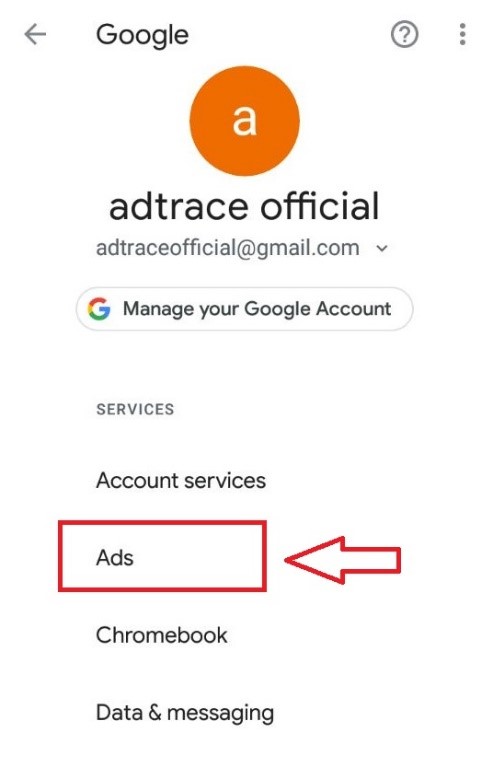 Google
a
adtrace official
adtraceofficial@gmail.com
Manage your Google Account
SERVICES
Account services
Ads
Chromebook
Data & messaging